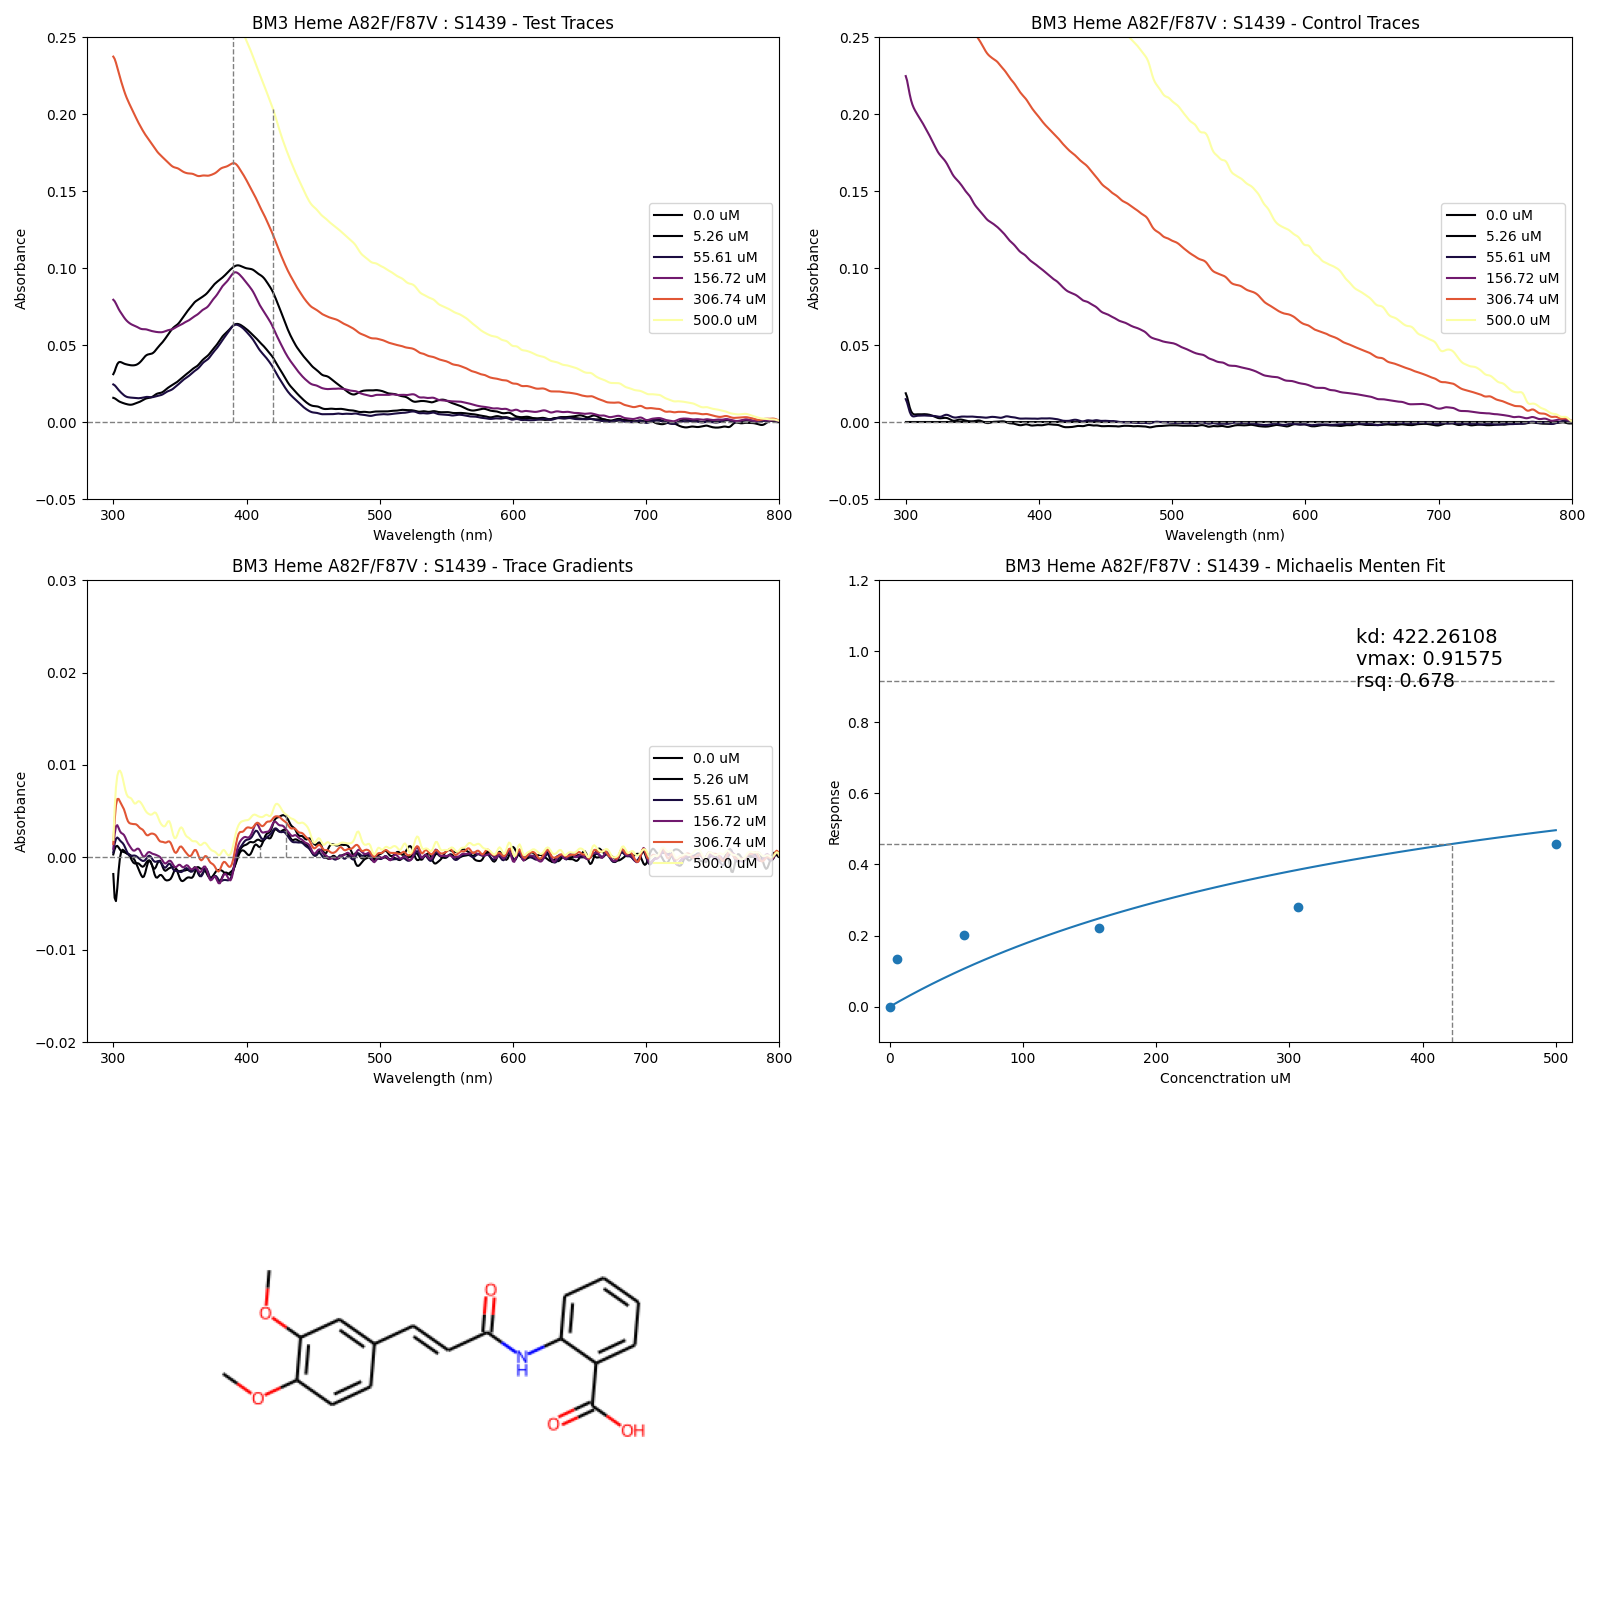 BM3 Heme A82F/F87V : S1439 - Test Traces
0.25
0.20
0.15
0.10
0.05
0.00
−0.05
Absorbance
300
400
500
600
700
800
Wavelength (nm)
0.0 uM
5.26 uM
55.61 uM
156.72 uM
306.74 uM
500.0 uM
BM3 Heme A82F/F87V : S1439 - Control Traces
0.25
0.20
0.15
0.10
0.05
0.00
−0.05
Absorbance
300
400
500
600
700
800
Wavelength (nm)
0.0 uM
5.26 uM
55.61 uM
156.72 uM
306.74 uM
500.0 uM
BM3 Heme A82F/F87V : S1439 - Trace Gradients
0.03
0.02
0.01
0.00
−0.01
−0.02
Absorbance
300
400
500
600
700
800
Wavelength (nm)
0.0 uM
5.26 uM
55.61 uM
156.72 uM
306.74 uM
500.0 uM
BM3 Heme A82F/F87V : S1439 - Michaelis Menten Fit
1.2
1.0
0.8
0.6
0.4
0.2
0.0
Response
kd: 422.26108
vmax: 0.91575
rsq: 0.678
0
100
200
300
400
500
Concenctration uM
O
O
O
N
H
O
OH